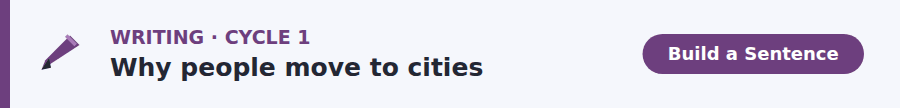 WRITING · CYCLE 1
Why people move to cities
Build a Sentence